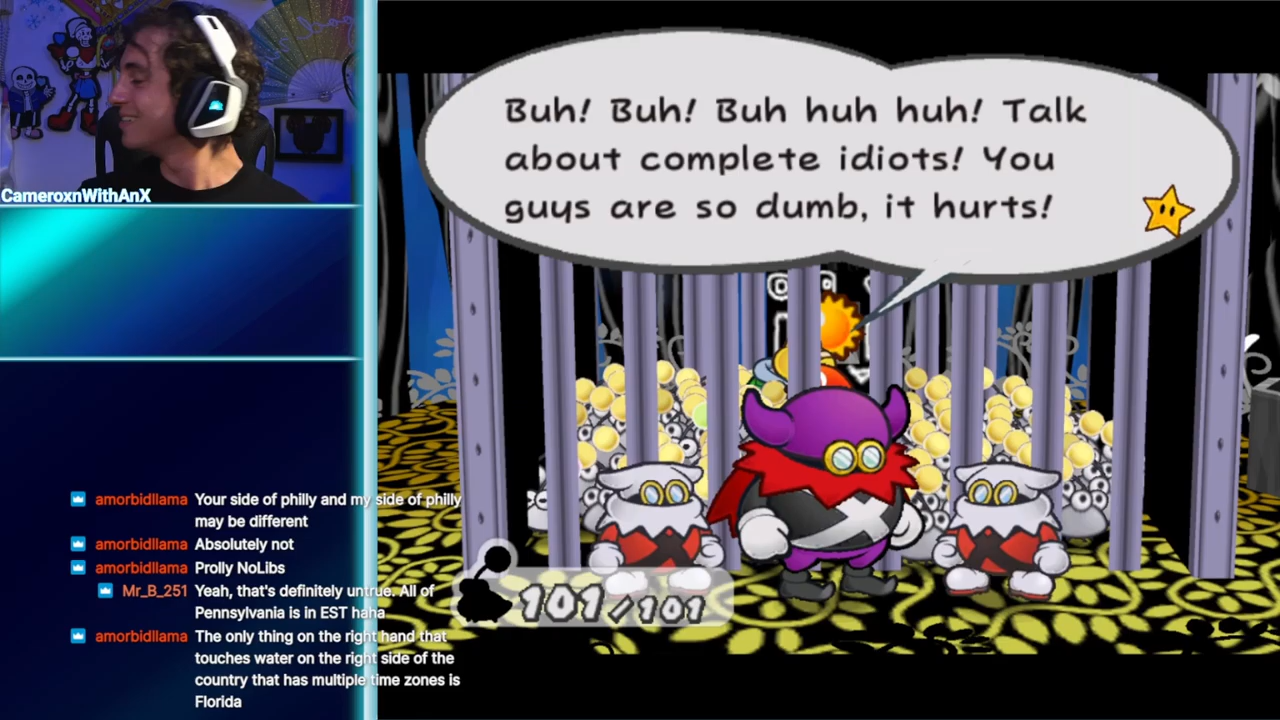 Buh! Buh! Buh huh huh! Talk
about complete idiots! You
guys are so dumb, it hurts!
CameroxnWithAnX
amorbidllama Your side of philly and my side of philly
may be different
amorbidllama Absolutely not
amorbidllama Prolly NoLibs
Mr_B_251 Yeah, that's definitely untrue. All of
Pennsylvania is in EST haha
amorbidllama The only thing on the right hand that
touches water on the right side of the
country that has multiple time zones is
Florida
101/101